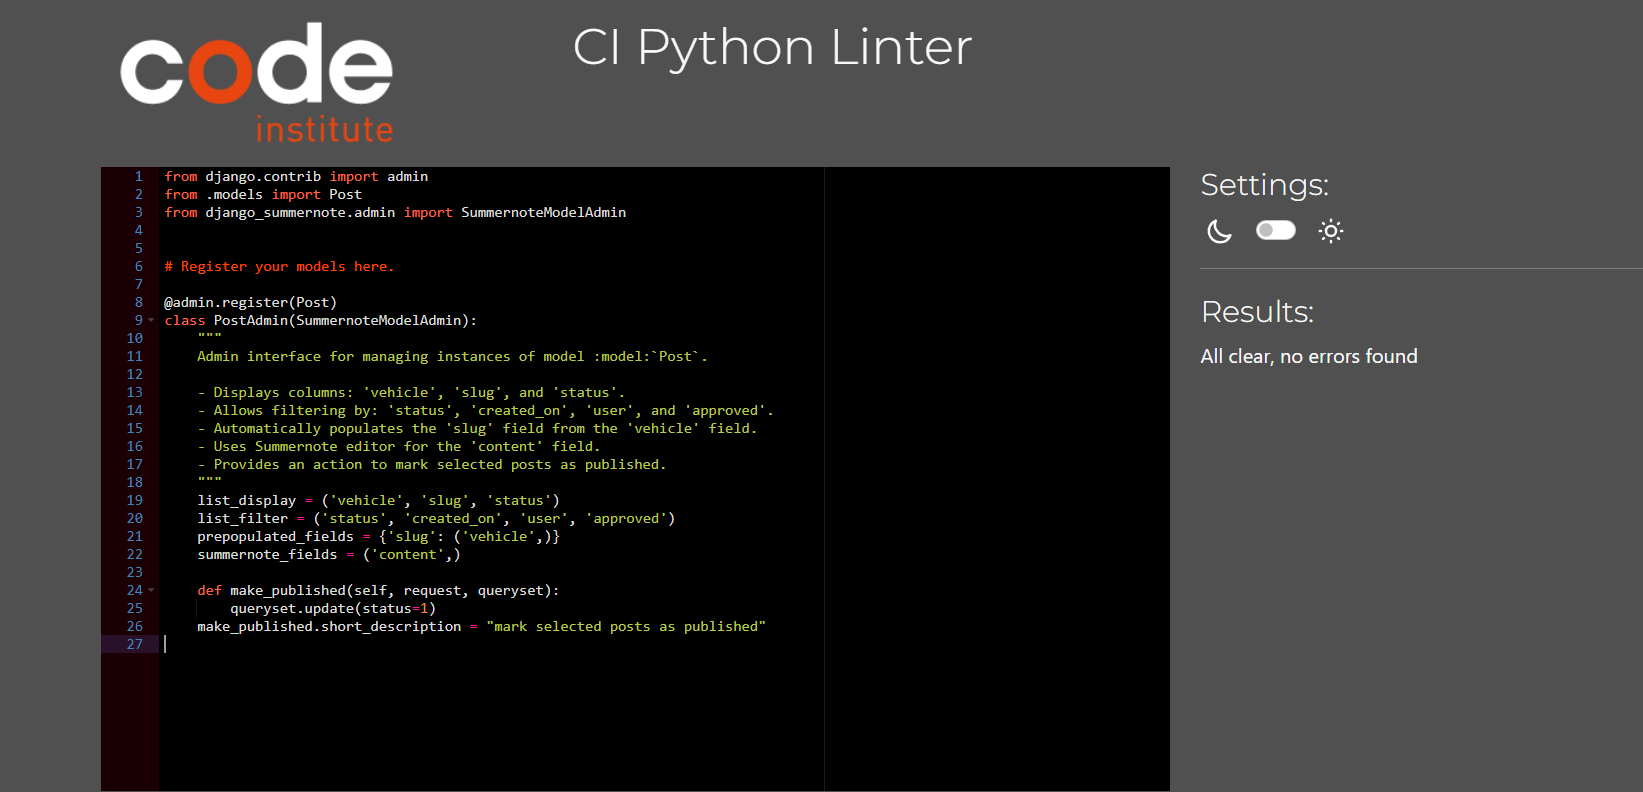 code
institute
CI Python Linter
1 from django.contrib import admin
2 from .models import Post
3 from django_summernote.admin import SummernoteModelAdmin
4
5
6 # Register your models here.
7
8 @admin.register(Post)
9 class PostAdmin(SummernoteModelAdmin):
10     """
11     Admin interface for managing instances of model :model:`Post`.
12
13     - Displays columns: 'vehicle', 'slug', and 'status'.
14     - Allows filtering by: 'status', 'created_on', 'user', and 'approved'.
15     - Automatically populates the 'slug' field from the 'vehicle' field.
16     - Uses Summernote editor for the 'content' field.
17     - Provides an action to mark selected posts as published.
18     """
19     list_display = ('vehicle', 'slug', 'status')
20     list_filter = ('status', 'created_on', 'user', 'approved')
21     prepopulated_fields = {'slug': ('vehicle',)}
22     summernote_fields = ('content',)
23
24     def make_published(self, request, queryset):
25         queryset.update(status=1)
26     make_published.short_description = "mark selected posts as published"
27
Settings:
Results:
All clear, no errors found